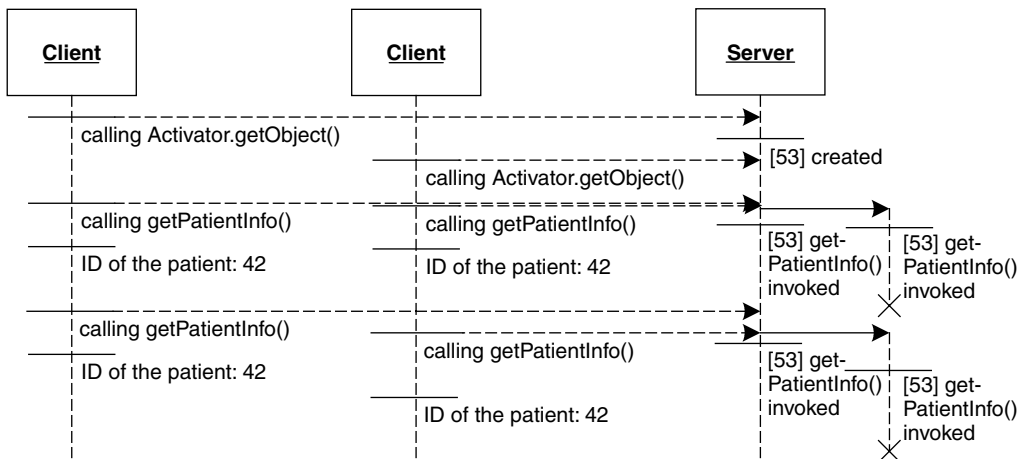 Client
Client
Server
calling Activator.getObject()
[53] created
calling Activator.getObject()
calling getPatientInfo()
calling getPatientInfo()
[53] get-
PatientInfo()
invoked
[53] get-
PatientInfo()
invoked
ID of the patient: 42
ID of the patient: 42
calling getPatientInfo()
calling getPatientInfo()
[53] get-
PatientInfo()
invoked
[53] get-
PatientInfo()
invoked
ID of the patient: 42
ID of the patient: 42